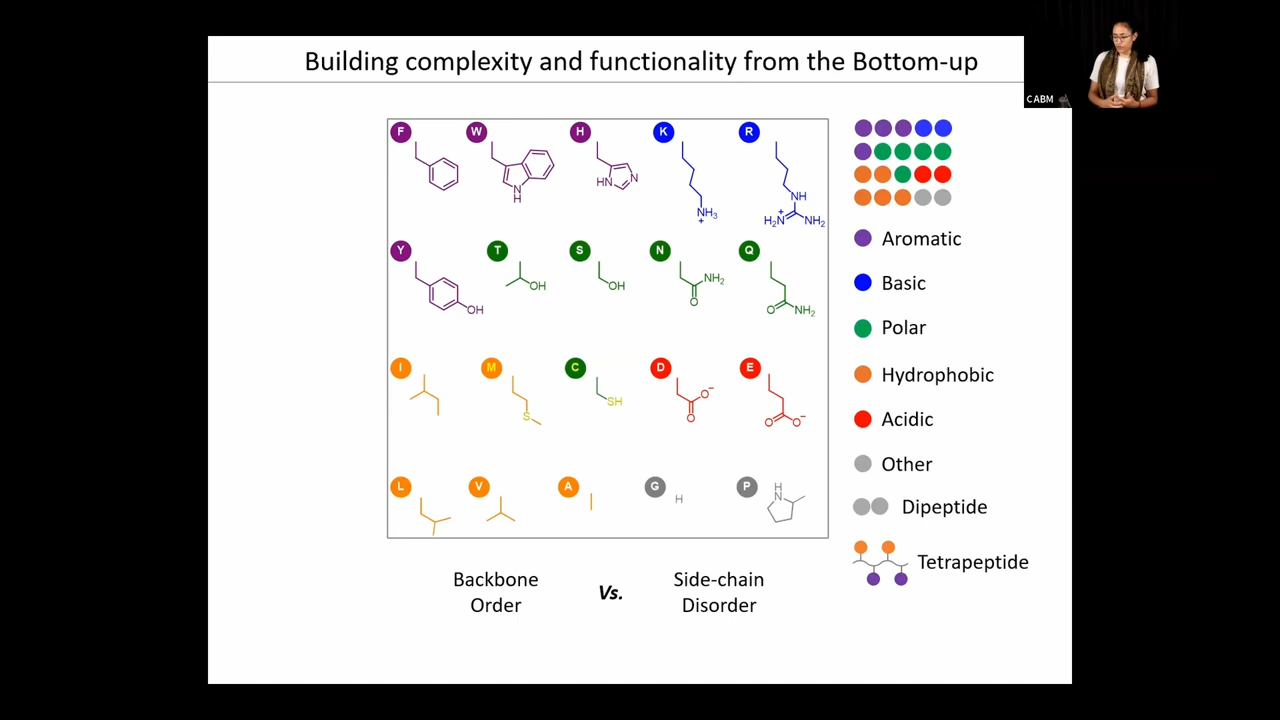 Building complexity and functionality from the Bottom-up
CABM
F W H K R
HN N
N
H
NH3
+
NH
+
H2N NH2
Y T S N Q
OH
OH
OH
NH2
O
O NH2
I M C D E
S
SH
O−
O
O O−
L V A G P
H
H
N
Aromatic
Basic
Polar
Hydrophobic
Acidic
Other
Dipeptide
Tetrapeptide
Backbone
Order
Vs.
Side-chain
Disorder